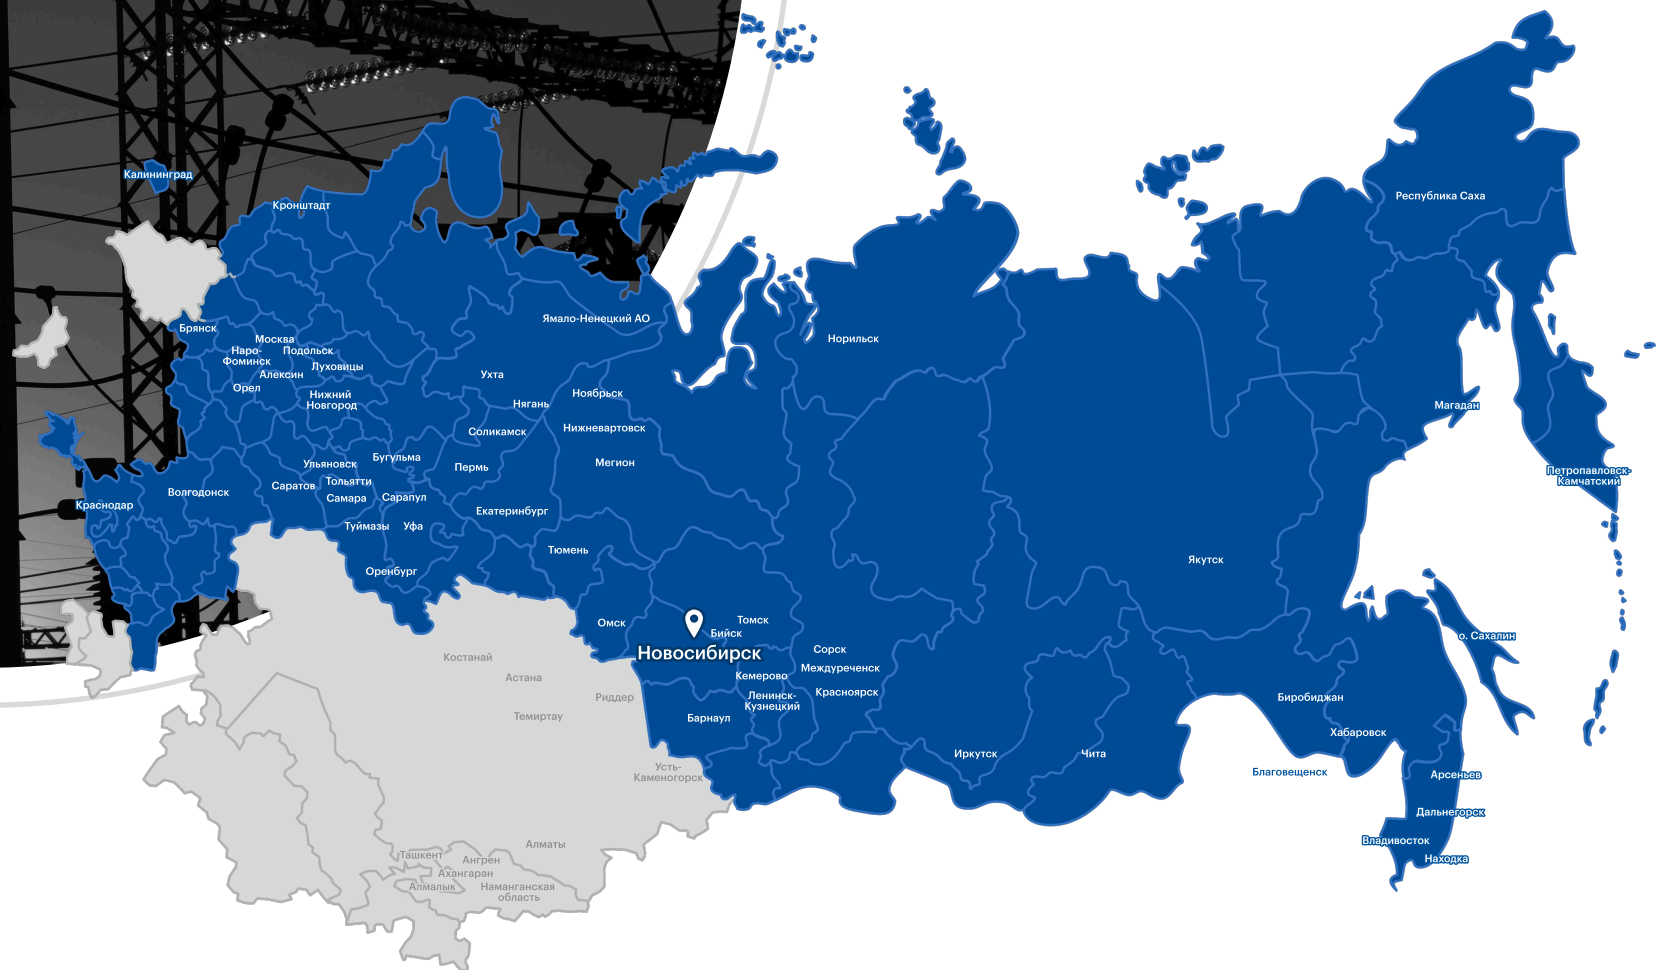 Калининград
Кронштадт
Республика Саха
Ямало-Ненецкий АО
Брянск
Москва
Наро-
Фоминск
Подольск
Луховицы
Алексин
Орел
Нижний
Новгород
Норильск
Ухта
Ноябрьск
Нягань
Магадан
Соликамск
Нижневартовск
Ульяновск
Бугульма
Пермь
Мегион
Петропавловск-
Камчатский
Волгодонск
Саратов
Тольятти
Самара
Сарапул
Краснодар
Екатеринбург
Туймазы
Уфа
Тюмень
Якутск
Оренбург
Омск
Томск
Бийск
Новосибирск
о. Сахалин
Сорск
Костанай
Междуреченск
Астана
Кемерово
Риддер
Ленинск-
Кузнецкий
Красноярск
Биробиджан
Темиртау
Барнаул
Хабаровск
Иркутск
Чита
Усть-
Каменогорск
Благовещенск
Арсеньев
Дальнегорск
Владивосток
Находка
Алматы
Ташкент
Ангрен
Ахангаран
Алмалык
Наманганская
область